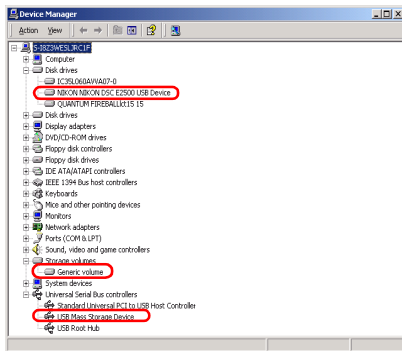 Device Manager
Action View
S-I8Z3WESLJRC1F
Computer
Disk drives
IC35L060AVVA07-0
NIKON NIKON DSC E2500 USB Device
QUANTUM FIREBALLlct15 15
Disk drives
Display adapters
DVD/CD-ROM drives
Floppy disk controllers
Floppy disk drives
IDE ATA/ATAPI controllers
IEEE 1394 Bus host controllers
Keyboards
Mice and other pointing devices
Monitors
Network adapters
Ports (COM & LPT)
Sound, video and game controllers
Storage volumes
Generic volume
System devices
Universal Serial Bus controllers
Standard Universal PCI to USB Host Controller
USB Mass Storage Device
USB Root Hub